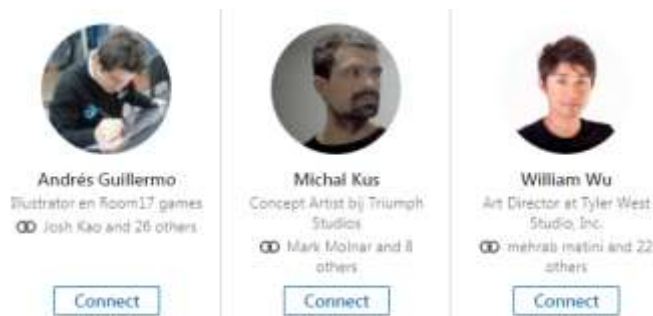 Andrés Guillermo
Illustrator en Room17 games
Josh Kao and 26 others
Connect
Michal Kus
Concept Artist bij Triumph
Studios
Mark Molnar and 8
others
Connect
William Wu
Art Director at Tyler West
Studio, Inc.
mehrab matini and 22
others
Connect